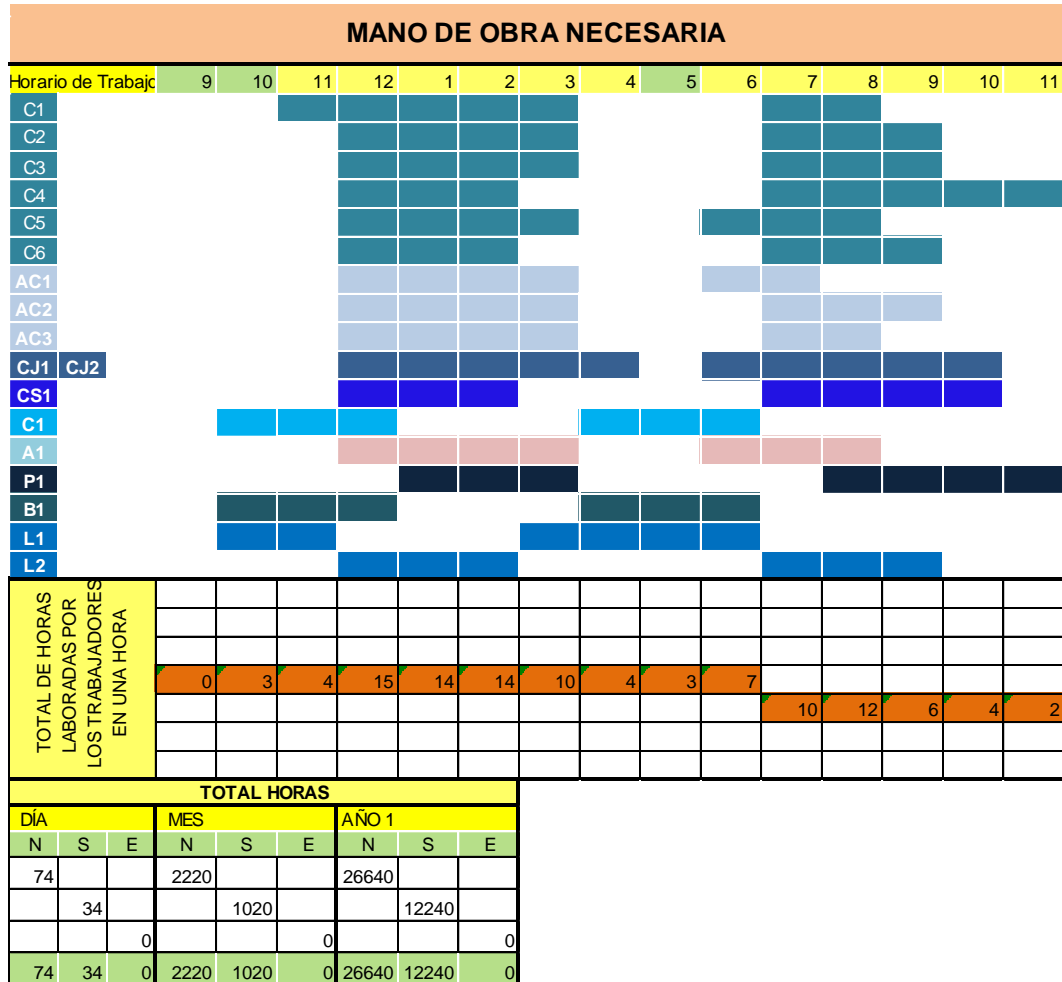 MANO DE OBRA NECESARIA
Horario de Trabajo 9 10 11 12 1 2 3 4 5 6 7 8 9 10 11
C1
C2
C3
C4
C5
C6
AC1
AC2
AC3
CJ1 CJ2
CS1
C1
A1
P1
B1
L1
L2
TOTAL DE HORAS
LABORADAS POR
LOS TRABAJADORES
EN UNA HORA
0 3 4 15 14 14 10 4 3 7
10 12 6 4 2
TOTAL HORAS
DÍA MES AÑO 1
N S E N S E N S E
74 2220 26640
34 1020 12240
0 0 0
74 34 0 2220 1020 0 26640 12240 0